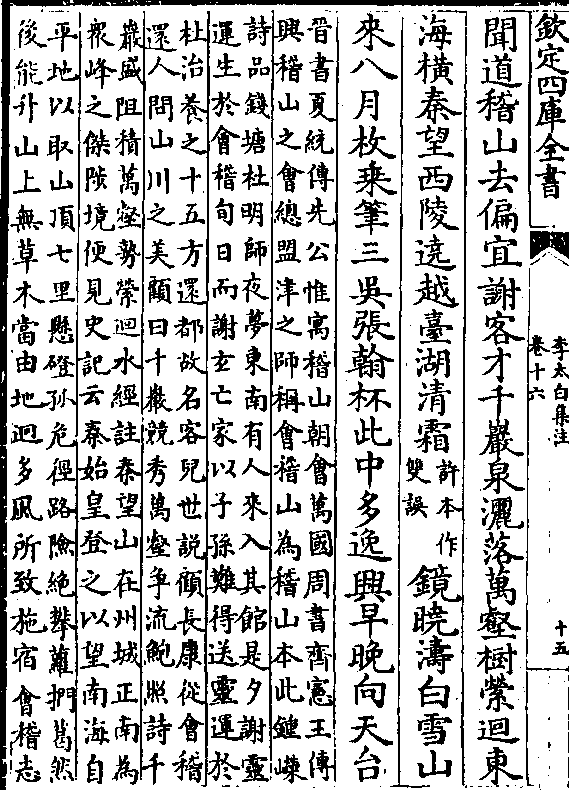 欽定四庫全書
李太白集注
卷十六
十五
聞道稽山去偏宜謝客才千巖泉灑落萬壑樹縈迴東
海橫秦望西陵遶越臺湖清霜許本作雙誤鏡曉濤白雪山
來八月枚乗筆三吳張翰杯此中多逸興早晚向天台
晉書夏統傳先公惟寓稽山朝會萬國周書齊憲王傳
興稽山之會總盟津之師稱會稽山為稽山本此鍾嶸
詩品錢塘杜明師夜夢東南有人來入其館是夕謝靈
運生於會稽旬日而謝玄亡家以子孫難得送靈運於
杜治養之十五方還都故名客兒世說顧長康從會稽
還人問山川之美顧曰千巖競秀萬壑争流鮑照詩千
巖盛阻積萬壑勢縈迴水經註秦望山在州城正南為
衆峰之傑陟境便見史記云秦始皇登之以望南海自
平地以取山頂七里懸磴孤危徑路險絶攀蘿捫葛然
後能升山上無草木當由地迥多風所致施宿會稽志